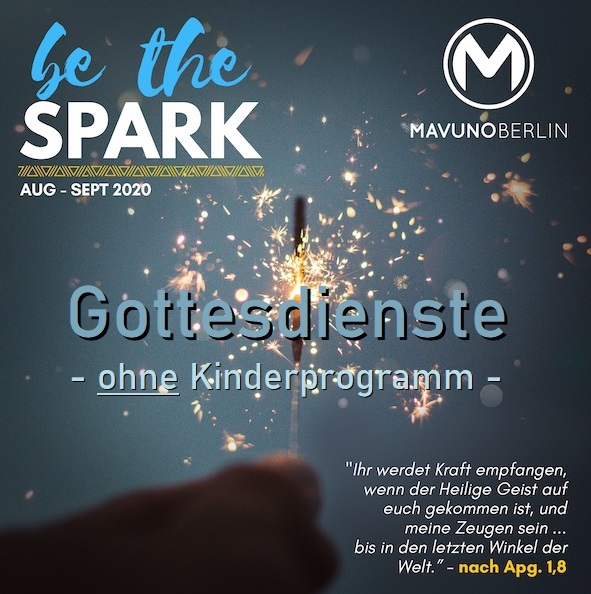 be the
SPARK
AUG - SEPT 2020
M
MAVUNOBERLIN
Gottesdienste
- ohne Kinderprogramm -
"Ihr werdet Kraft empfangen,
wenn der Heilige Geist auf
euch gekommen ist, und
meine Zeugen sein ...
bis in den letzten Winkel der
Welt.” - nach Apg. 1,8